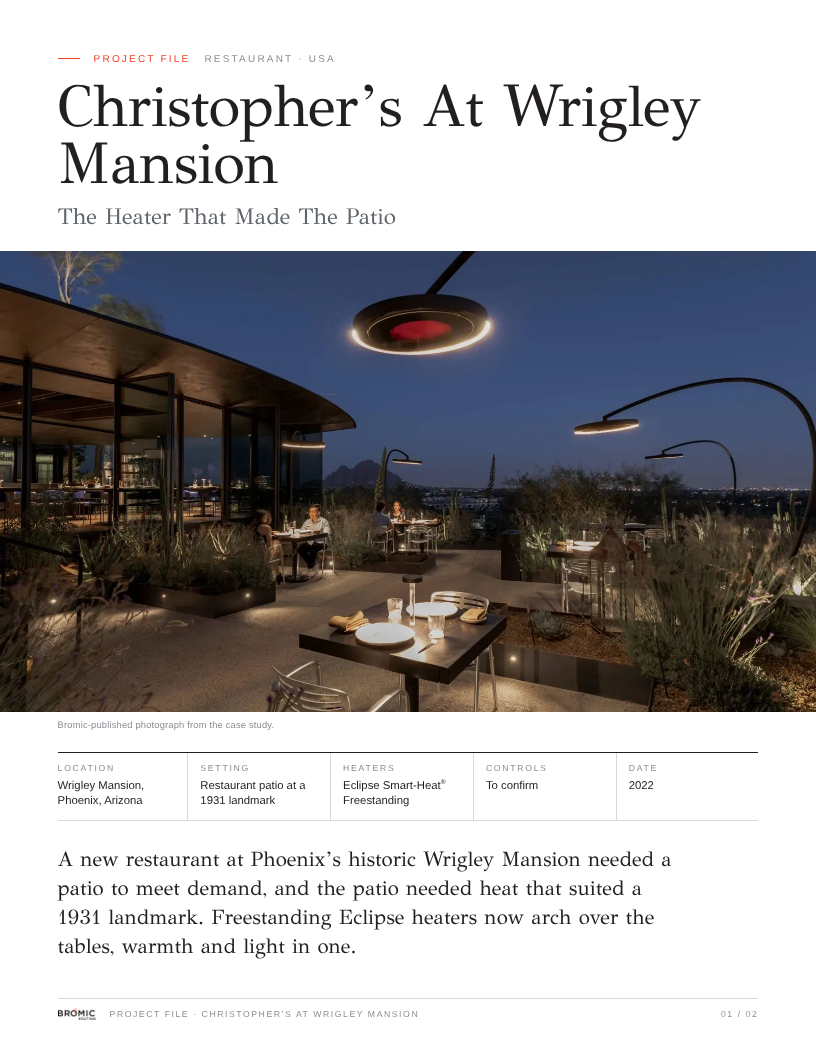 PROJECT FILE RESTAURANT · USA
Christopher’s At Wrigley
Mansion
The Heater That Made The Patio
Bromic-published photograph from the case study.
LOCATION
Wrigley Mansion,
Phoenix, Arizona
SETTING
Restaurant patio at a
1931 landmark
HEATERS
Eclipse Smart-Heat®
Freestanding
CONTROLS
To confirm
DATE
2022
A new restaurant at Phoenix’s historic Wrigley Mansion needed a
patio to meet demand, and the patio needed heat that suited a
1931 landmark. Freestanding Eclipse heaters now arch over the
tables, warmth and light in one.
BROMIC
HEATING
PROJECT FILE · CHRISTOPHER’S AT WRIGLEY MANSION
01 / 02